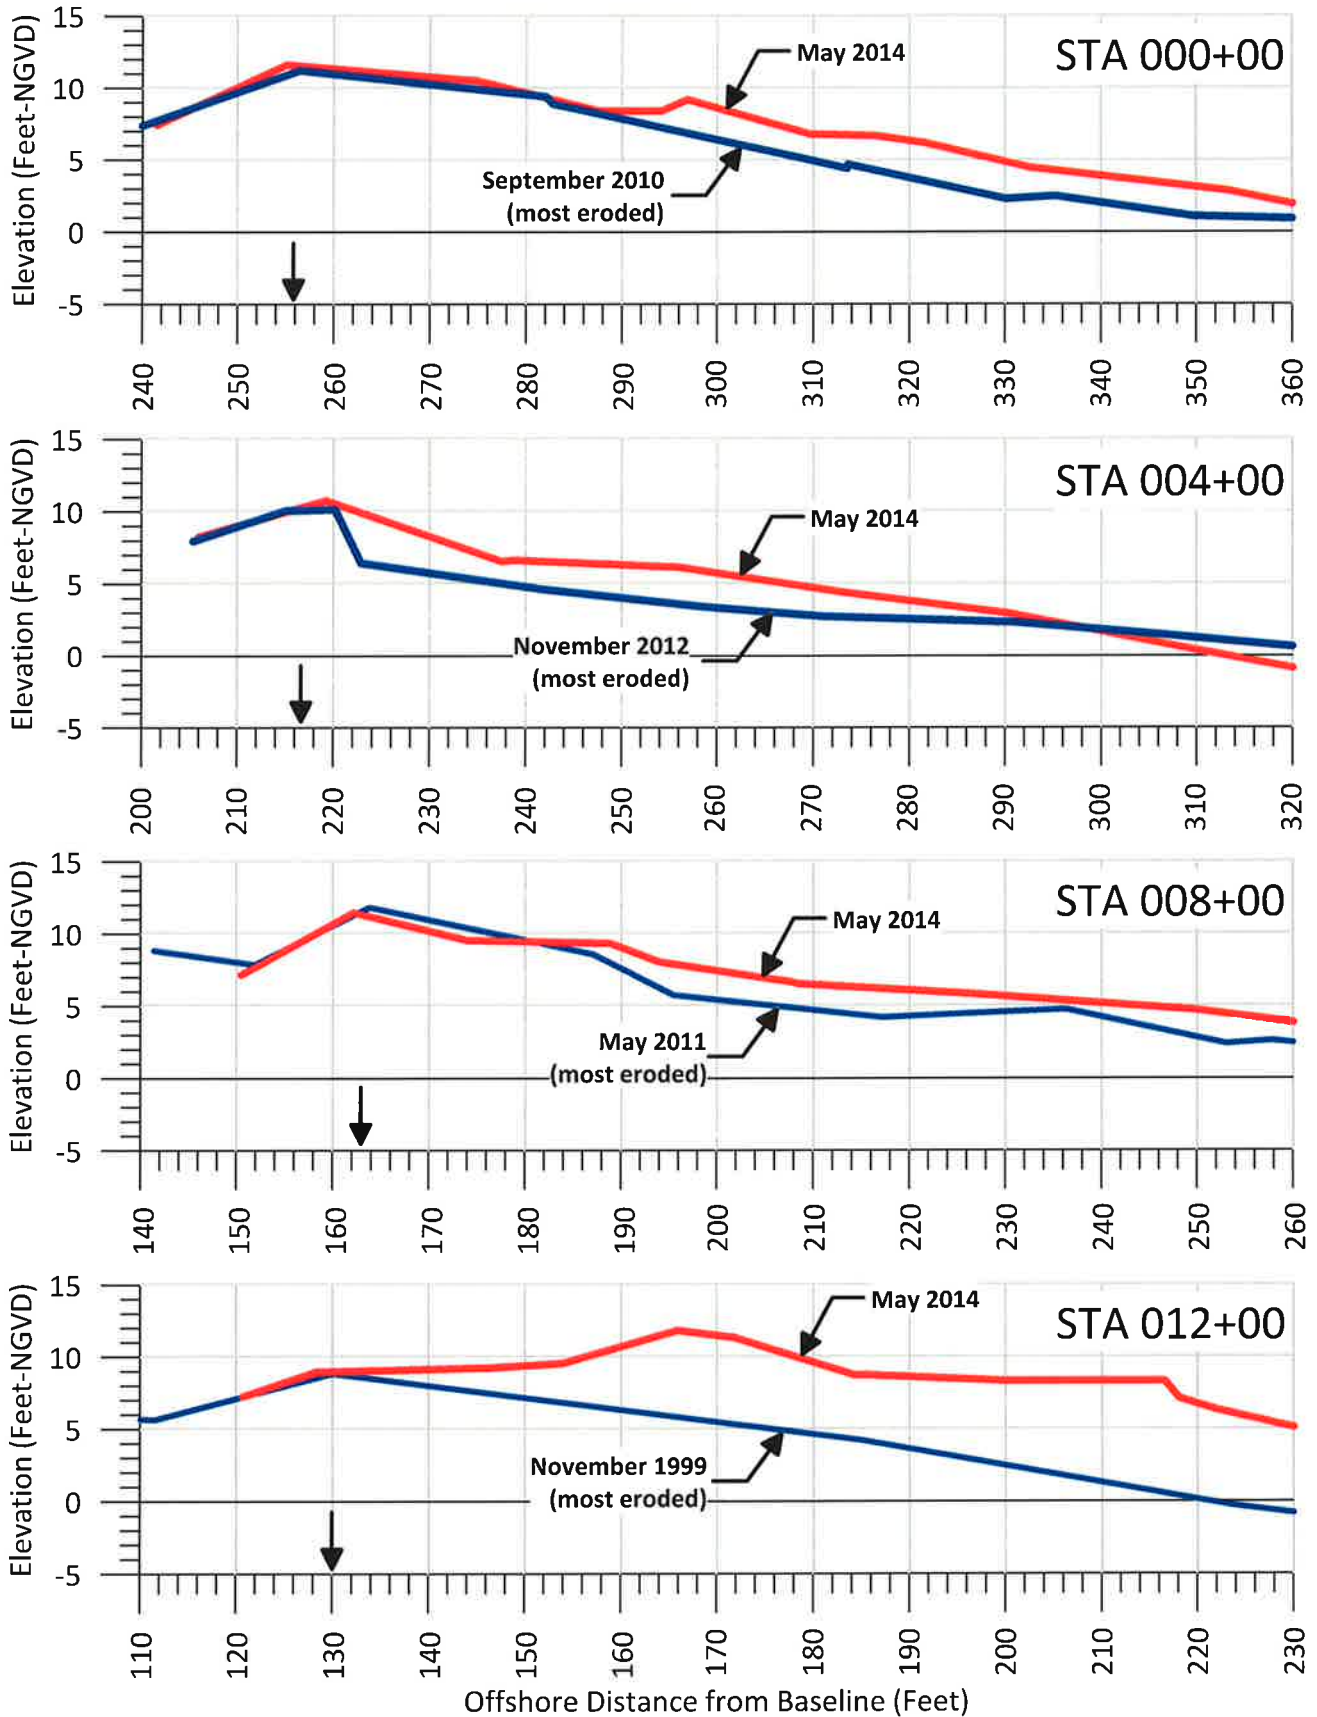 Elevation (Feet-NGVD)
15
10
5
0
-5
STA 000+00
May 2014
September 2010
(most eroded)
240 250 260 270 280 290 300 310 320 330 340 350 360
Elevation (Feet-NGVD)
15
10
5
0
-5
STA 004+00
May 2014
November 2012
(most eroded)
200 210 220 230 240 250 260 270 280 290 300 310 320
Elevation (Feet-NGVD)
15
10
5
0
-5
STA 008+00
May 2014
May 2011
(most eroded)
140 150 160 170 180 190 200 210 220 230 240 250 260
Elevation (Feet-NGVD)
15
10
5
0
-5
STA 012+00
May 2014
November 1999
(most eroded)
110 120 130 140 150 160 170 180 190 200 210 220 230
Offshore Distance from Baseline (Feet)